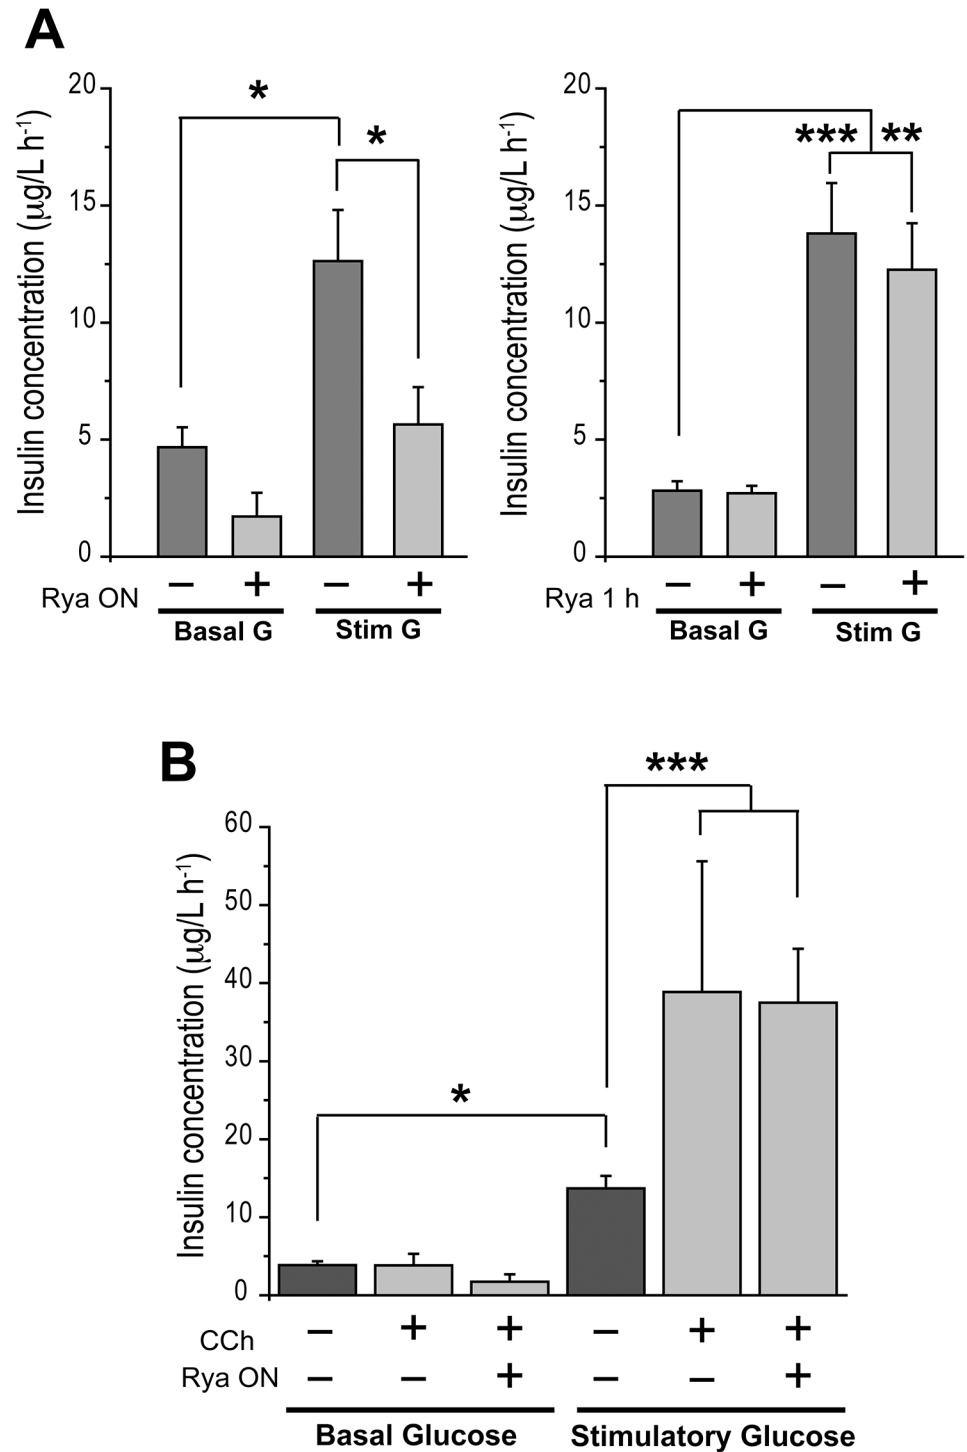 A
Insulin concentration (µg/L h-1)
20
15
10
5
0
*
*
Rya ON
– + – +
Basal G Stim G
Insulin concentration (µg/L h-1)
20
15
10
5
0
*** **
Rya 1 h
– + – +
Basal G Stim G
B
Insulin concentration (µg/L h-1)
60
50
40
30
20
10
0
***
*
CCh – + + – + +
Rya ON – – + – – +
Basal Glucose Stimulatory Glucose